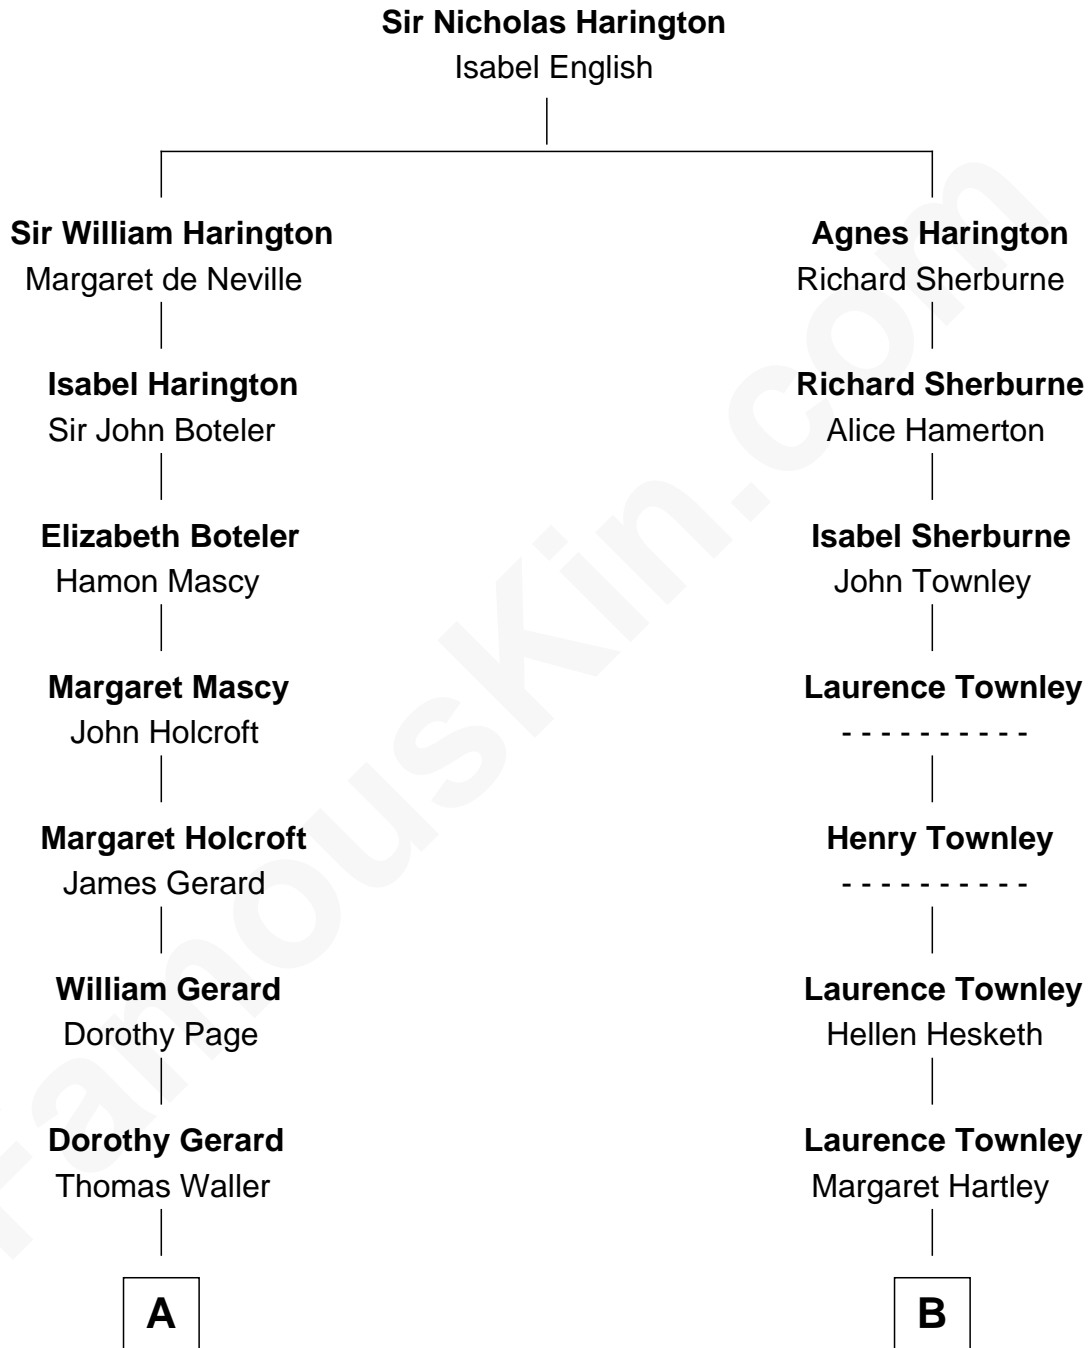 Sir Nicholas Harington
Isabel English
Sir William Harington
Margaret de Neville
Agnes Harington
Richard Sherburne
Isabel Harington
Sir John Boteler
Richard Sherburne
Alice Hamerton
Elizabeth Boteler
Hamon Mascy
Isabel Sherburne
John Townley
Margaret Mascy
John Holcroft
Laurence Townley
- - - - - - - - - -
Margaret Holcroft
James Gerard
Henry Townley
- - - - - - - - - -
William Gerard
Dorothy Page
Laurence Townley
Hellen Hesketh
Dorothy Gerard
Thomas Waller
Laurence Townley
Margaret Hartley
A
B
FamousKin.com